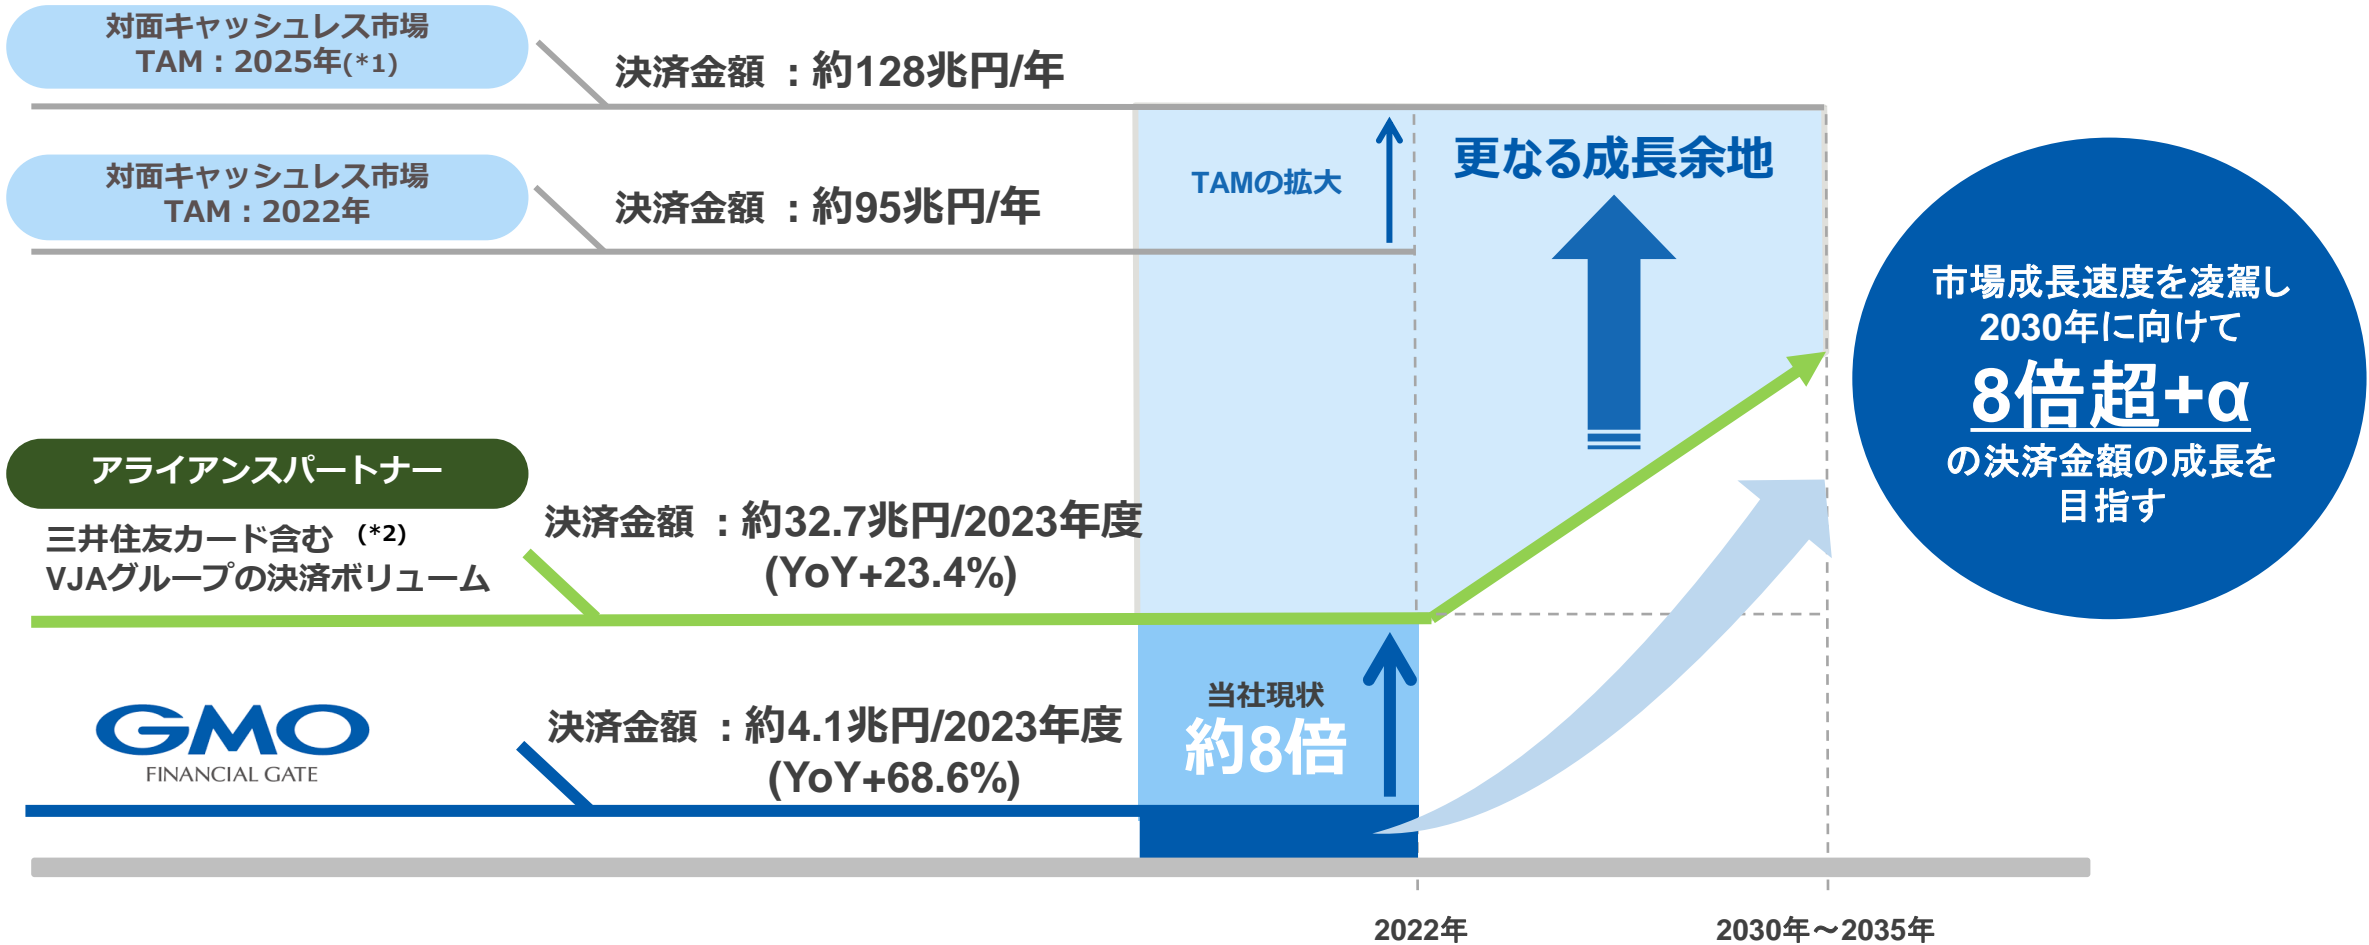 対面キャッシュレス市場
TAM：2025年(*1)
決済金額 ：約128兆円/年
対面キャッシュレス市場
TAM：2022年
決済金額 ：約95兆円/年
TAMの拡大
更なる成長余地
市場成長速度を凌駕し
2030年に向けて
8倍超+α
の決済金額の成長を
目指す
アライアンスパートナー
三井住友カード含む (*2)
VJAグループの決済ボリューム
決済金額 ：約32.7兆円/2023年度
(YoY+23.4%)
GMO
FINANCIAL GATE
決済金額 ：約4.1兆円/2023年度
(YoY+68.6%)
当社現状
約8倍
2022年
2030年～2035年